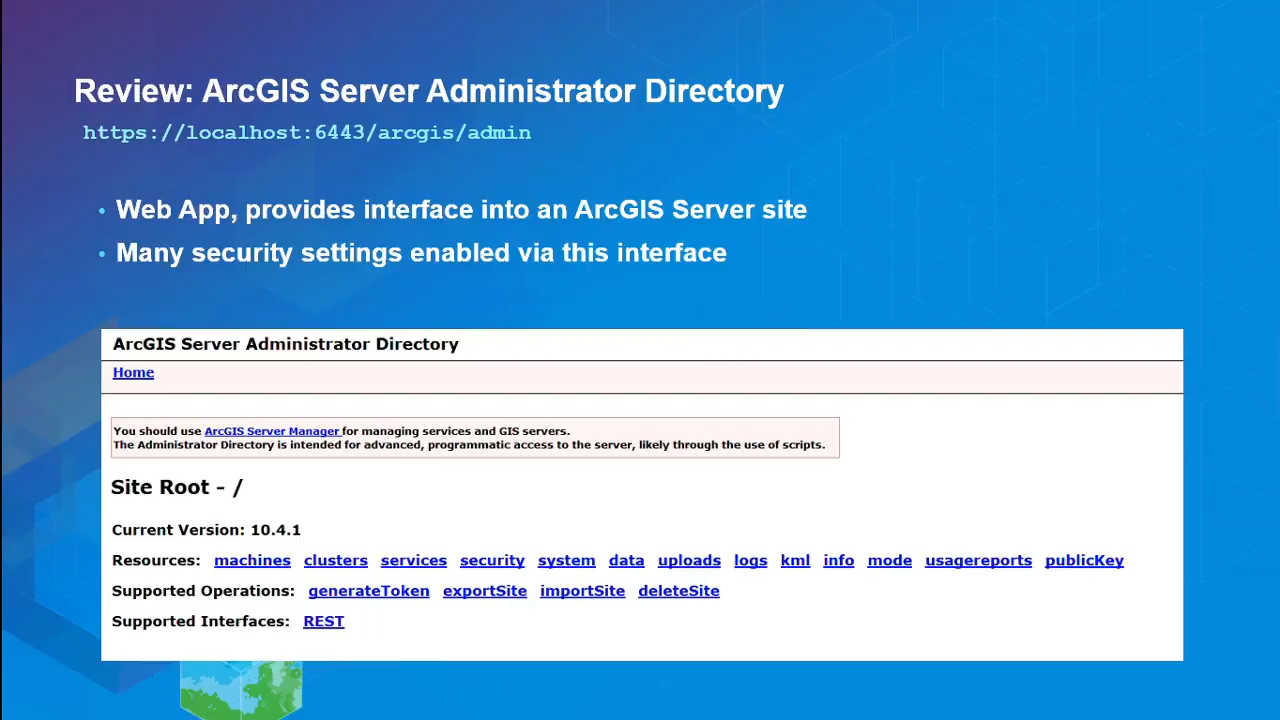 Review: ArcGIS Server Administrator Directory
https://localhost:6443/arcgis/admin
• Web App, provides interface into an ArcGIS Server site
• Many security settings enabled via this interface
ArcGIS Server Administrator Directory
Home
You should use ArcGIS Server Manager for managing services and GIS servers.
The Administrator Directory is intended for advanced, programmatic access to the server, likely through the use of scripts.
Site Root - /
Current Version: 10.4.1
Resources: machines clusters services security system data uploads logs kml info mode usagereports publicKey
Supported Operations: generateToken exportSite importSite deleteSite
Supported Interfaces: REST